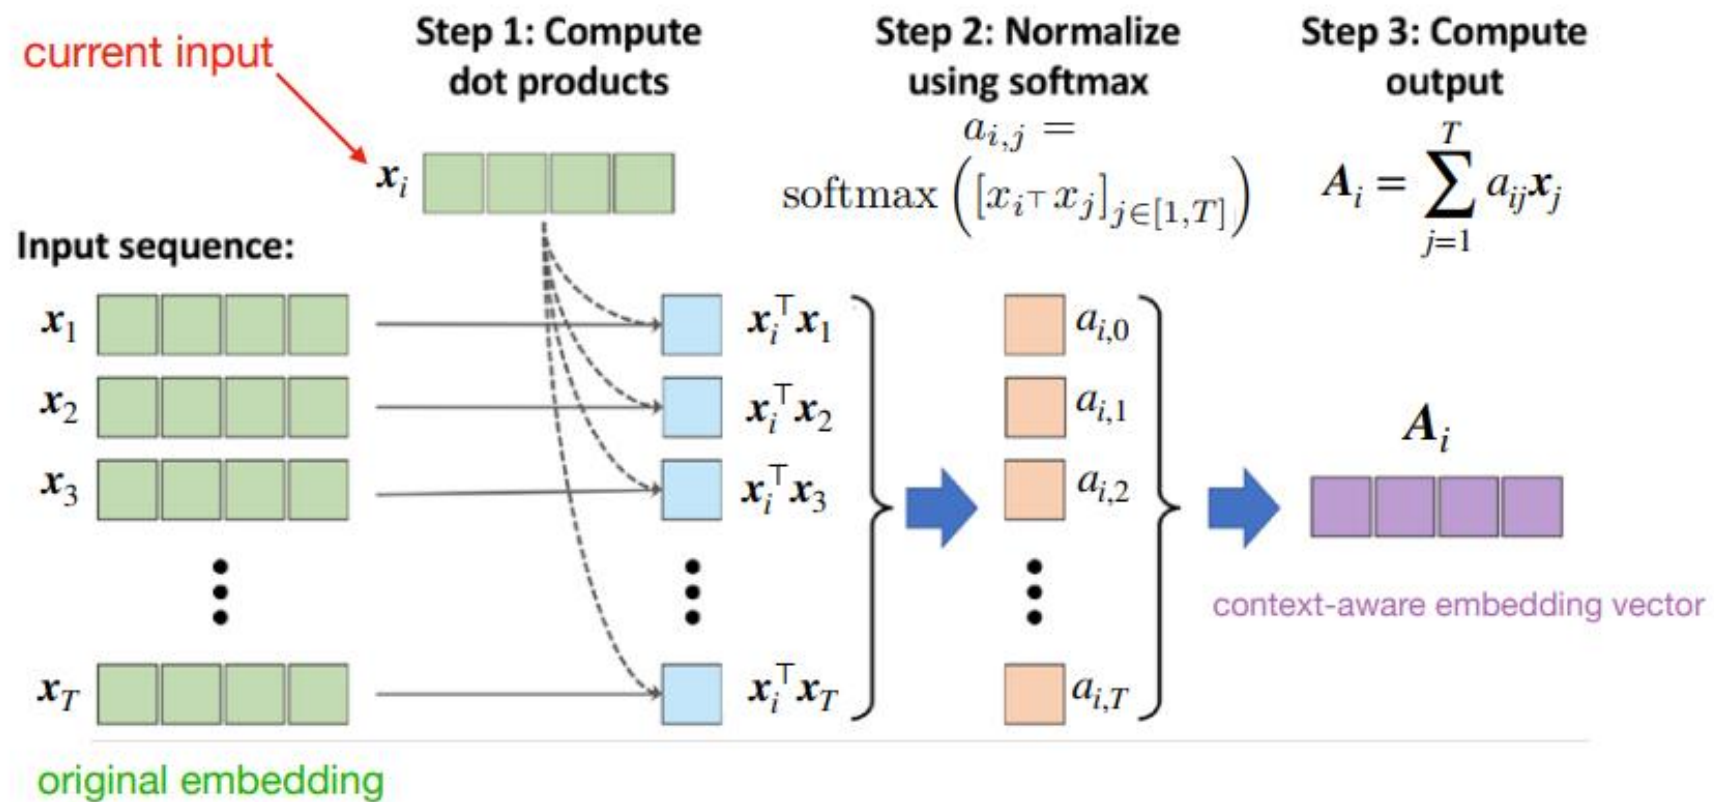 current input
Step 1: Compute
dot products
Step 2: Normalize
using softmax
Step 3: Compute
output
a_{i,j} =
softmax ([x_{i^⊤} x_j]_{j∈[1,T]})
A_i = \sum_{j=1}^{T} a_{ij} x_j
x_i
Input sequence:
x_1
x_i^⊤ x_1
a_{i,0}
x_2
x_i^⊤ x_2
a_{i,1}
A_i
x_3
x_i^⊤ x_3
a_{i,2}
context-aware embedding vector
x_T
x_i^⊤ x_T
a_{i,T}
original embedding